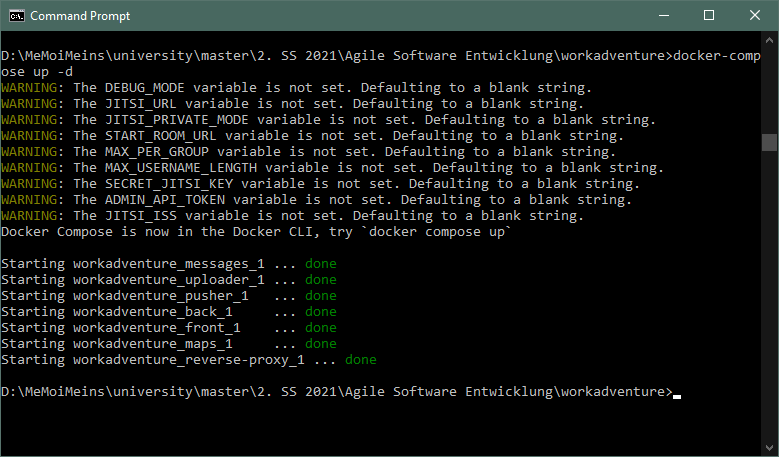 Command Prompt
D:\MeMoiMeins\university\master\2. SS 2021\Agile Software Entwicklung\workadventure>docker-comp
ose up -d
WARNING: The DEBUG_MODE variable is not set. Defaulting to a blank string.
WARNING: The JITSI_URL variable is not set. Defaulting to a blank string.
WARNING: The JITSI_PRIVATE_MODE variable is not set. Defaulting to a blank string.
WARNING: The START_ROOM_URL variable is not set. Defaulting to a blank string.
WARNING: The MAX_PER_GROUP variable is not set. Defaulting to a blank string.
WARNING: The MAX_USERNAME_LENGTH variable is not set. Defaulting to a blank string.
WARNING: The SECRET_JITSI_KEY variable is not set. Defaulting to a blank string.
WARNING: The ADMIN_API_TOKEN variable is not set. Defaulting to a blank string.
WARNING: The JITSI_ISS variable is not set. Defaulting to a blank string.
Docker Compose is now in the Docker CLI, try `docker compose up`
Starting workadventure_messages_1 ... done
Starting workadventure_uploader_1 ... done
Starting workadventure_pusher_1   ... done
Starting workadventure_back_1     ... done
Starting workadventure_front_1    ... done
Starting workadventure_maps_1     ... done
Starting workadventure_reverse-proxy_1 ... done
D:\MeMoiMeins\university\master\2. SS 2021\Agile Software Entwicklung\workadventure>